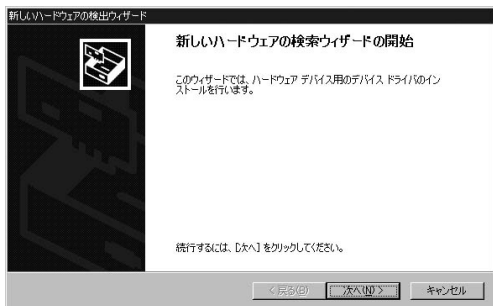 新しいハードウェアの検出ウィザード
新しいハードウェアの検索ウィザードの開始
このウィザードでは、ハードウェア デバイス用のデバイス ドライバのイン
ストールを行います。
続行するには、[次へ] をクリックしてください。
< 戻る(B)
次へ(N) >
キャンセル